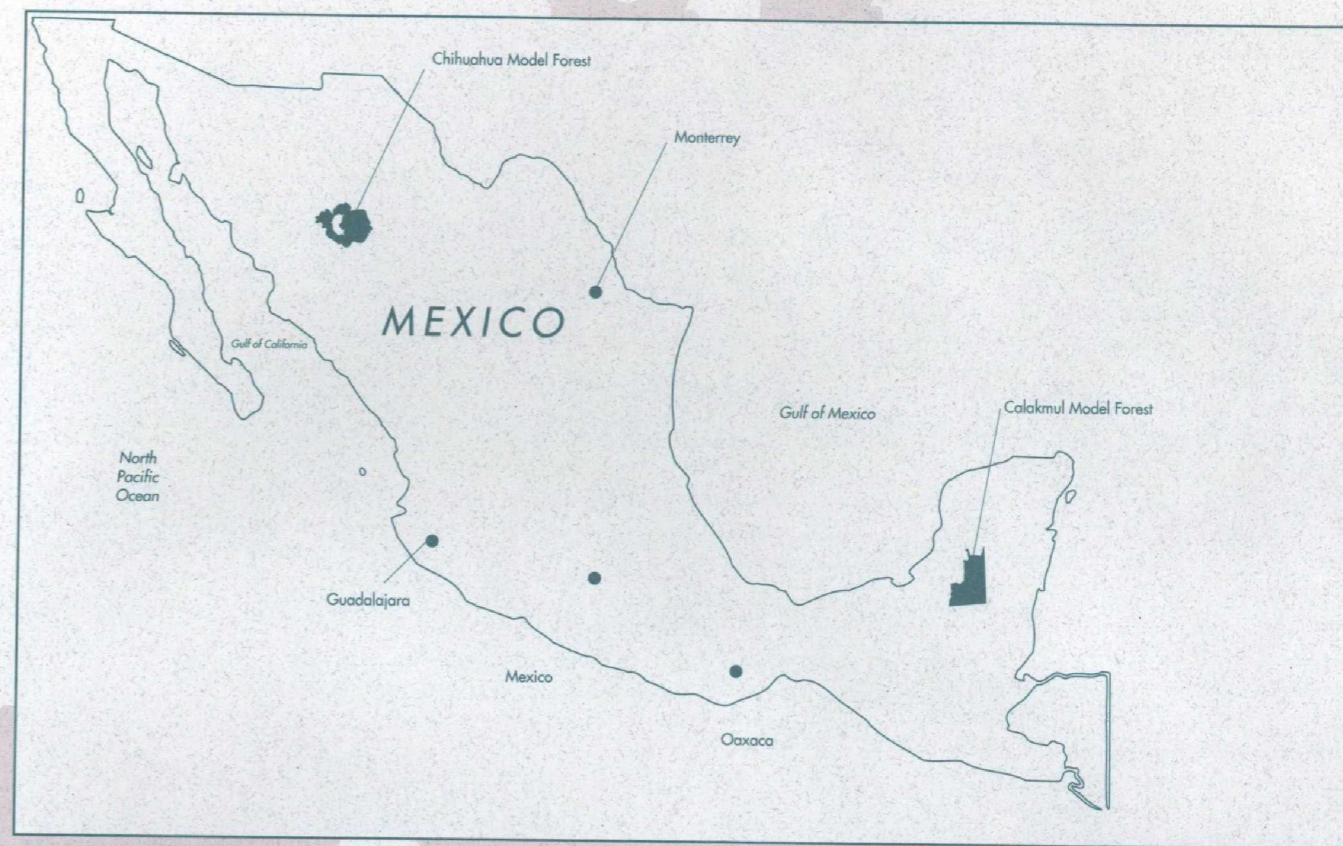 Chihuahua Model Forest
Monterrey
MEXICO
Gulf of California
Gulf of Mexico
Calakmul Model Forest
North
Pacific
Ocean
Guadalajara
Mexico
Oaxaca